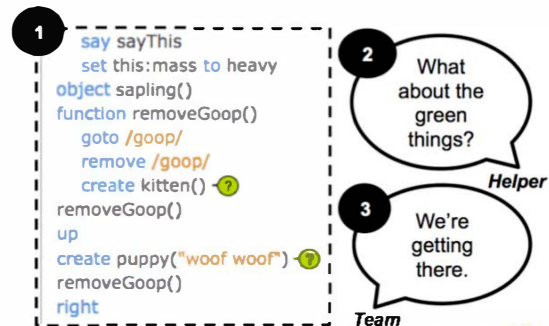 1
say sayThis
set this:mass to heavy
object sapling()
function removeGoop()
goto /goop/
remove /goop/
create kitten() ?
removeGoop()
up
create puppy("woof woof") ?
removeGoop()
right
2
What
about the
green
things?
Helper
3
We're
getting
there.
Team